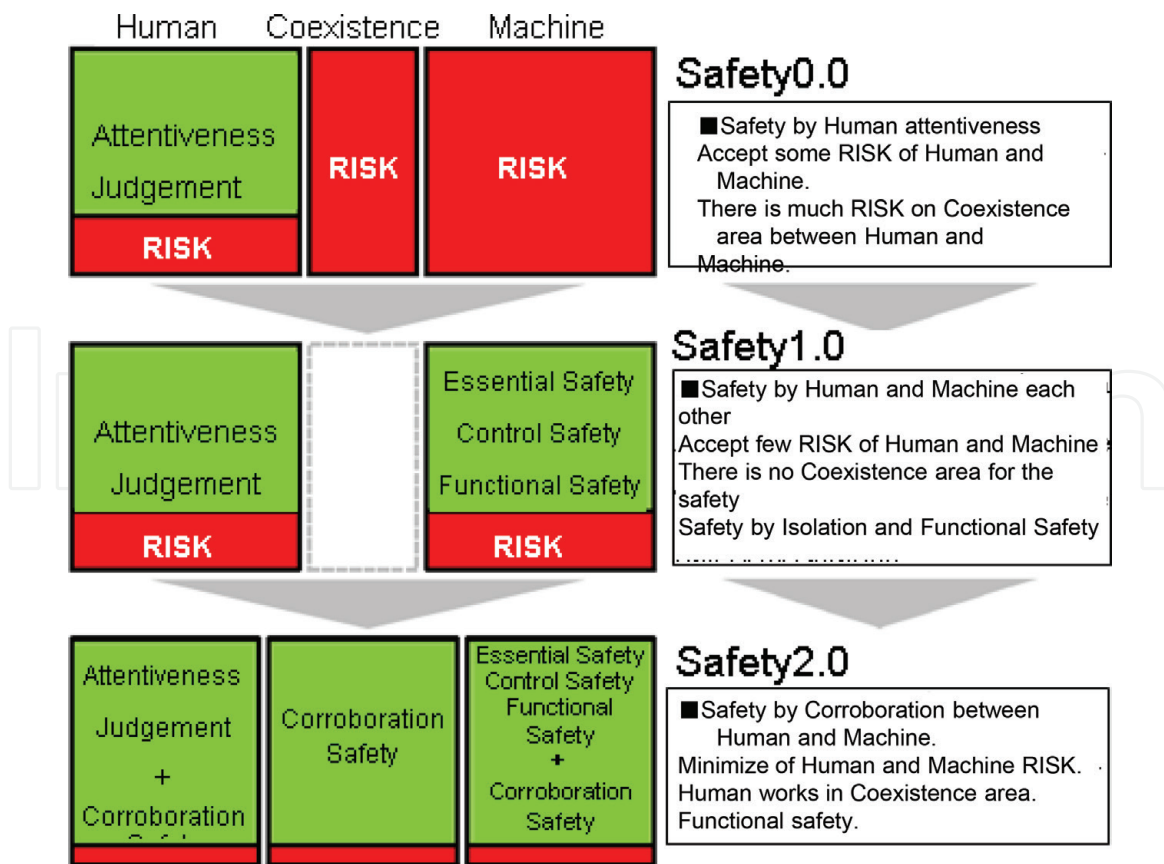 Human Coexistence Machine
Attentiveness
Judgement
RISK
RISK
RISK
Safety0.0
■Safety by Human attentiveness
Accept some RISK of Human and
Machine.
There is much RISK on Coexistence
area between Human and
Machine.
Attentiveness
Judgement
RISK
Essential Safety
Control Safety
Functional Safety
RISK
Safety1.0
■Safety by Human and Machine each
other
Accept few RISK of Human and Machine
There is no Coexistence area for the
safety
Safety by Isolation and Functional Safety
Attentiveness
Judgement
+
Corroboration
Corroboration
Safety
Essential Safety
Control Safety
Functional
Safety
+
Corroboration
Safety
Safety2.0
■Safety by Corroboration between
Human and Machine.
Minimize of Human and Machine RISK.
Human works in Coexistence area.
Functional safety.